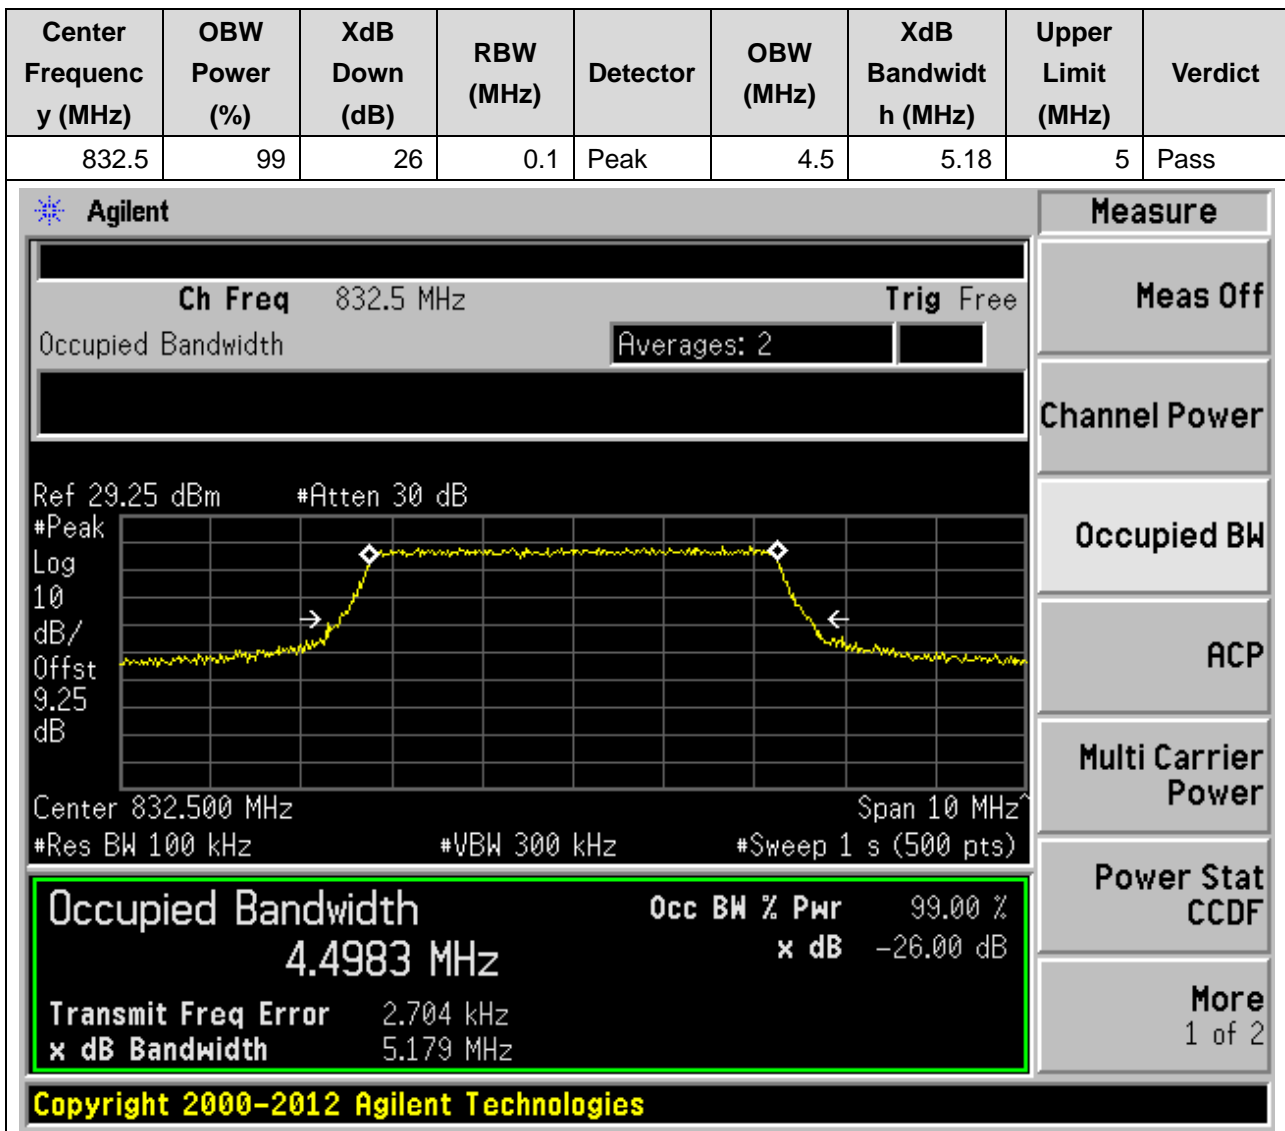 Center Frequenc y (MHz) OBW Power (%) XdB Down (dB) RBW (MHz) Detector OBW (MHz) XdB Bandwidt h (MHz) Upper Limit (MHz) Verdict
832.5 99 26 0.1 Peak 4.5 5.18 5 Pass
Agilent
Measure
Ch Freq 832.5 MHz Trig Free
Meas Off
Occupied Bandwidth Averages: 2
Channel Power
Ref 29.25 dBm #Atten 30 dB
#Peak
Log
10
dB/
Offst
9.25
dB
Occupied BW
ACP
Multi Carrier
Power
Center 832.500 MHz Span 10 MHz^
#Res BW 100 kHz #VBW 300 kHz #Sweep 1 s (500 pts)
Power Stat
CCDF
Occupied Bandwidth Occ BW % Pwr 99.00 %
4.4983 MHz x dB -26.00 dB
Transmit Freq Error 2.704 kHz
x dB Bandwidth 5.179 MHz
More
1 of 2
Copyright 2000-2012 Agilent Technologies